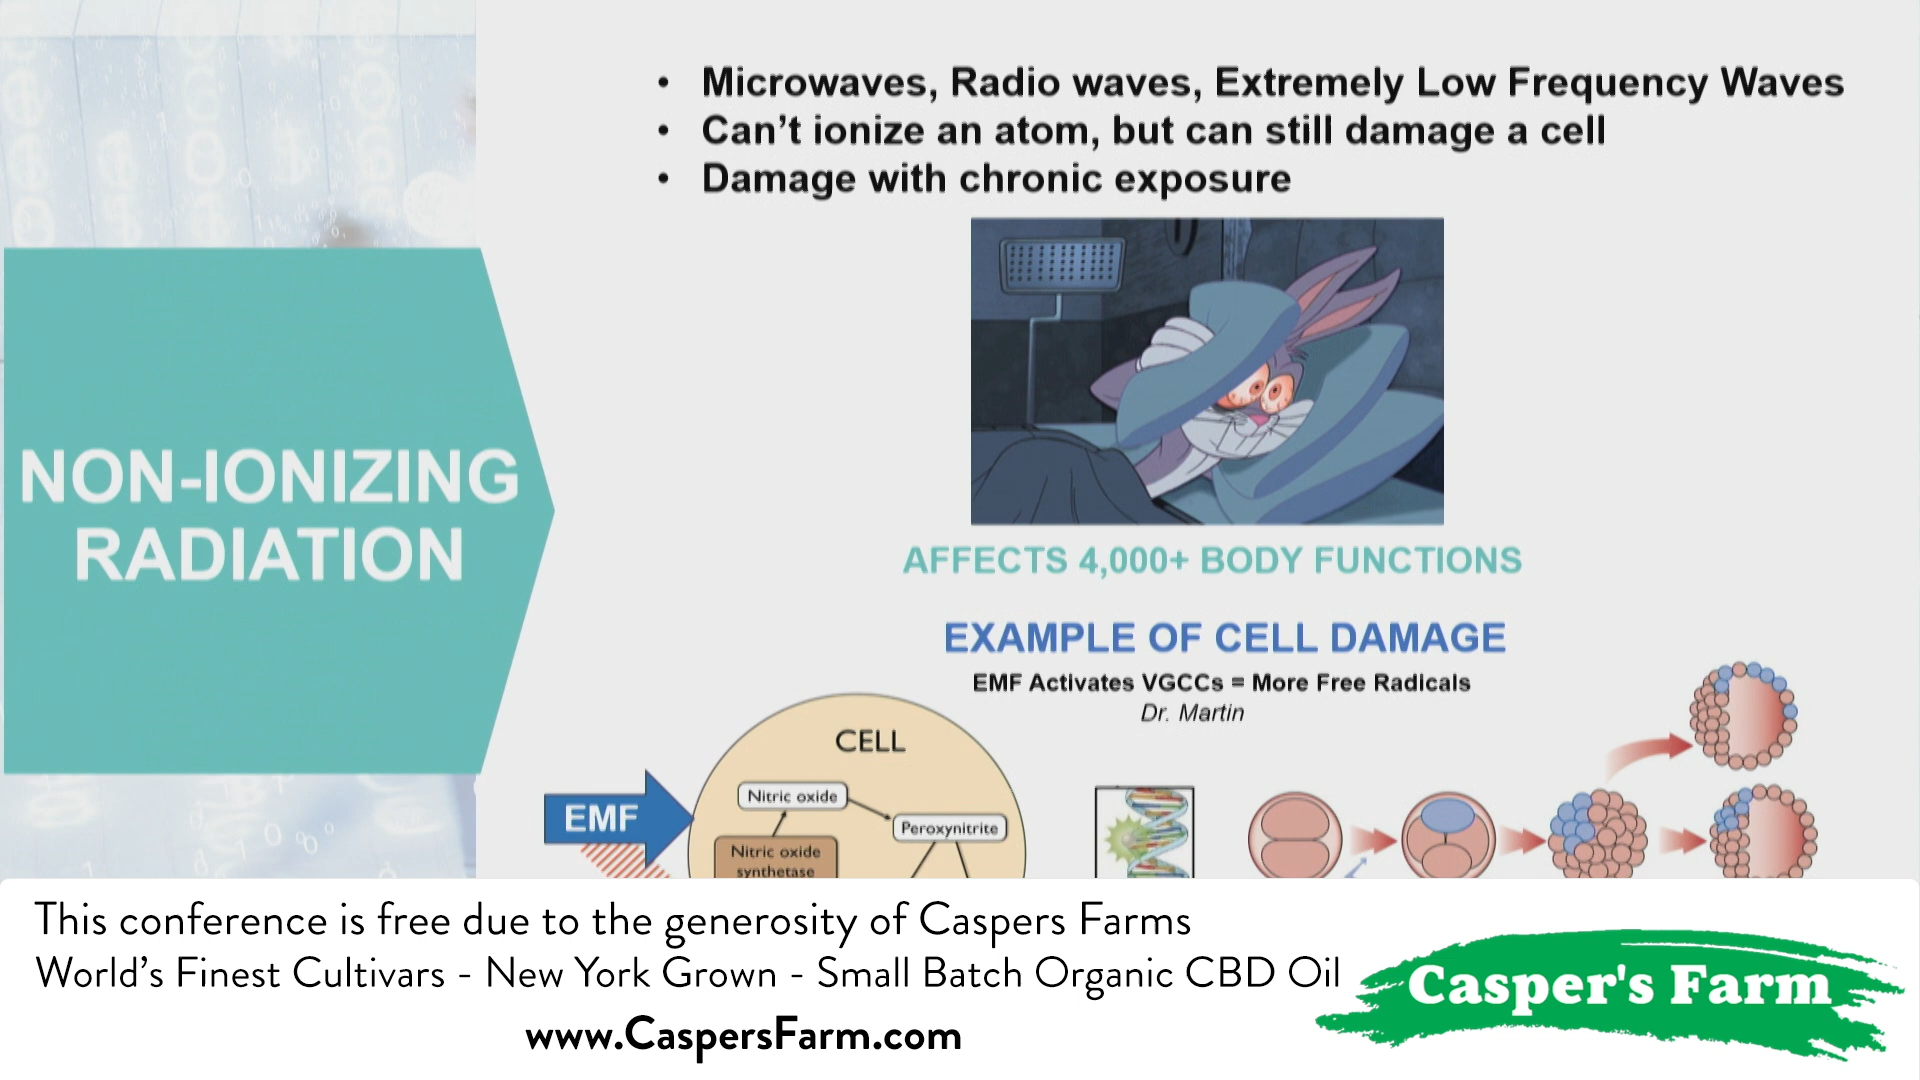 • Microwaves, Radio waves, Extremely Low Frequency Waves
• Can't ionize an atom, but can still damage a cell
• Damage with chronic exposure
NON-IONIZING
RADIATION
AFFECTS 4,000+ BODY FUNCTIONS
EXAMPLE OF CELL DAMAGE
EMF Activates VGCCs = More Free Radicals
Dr. Martin
CELL
EMF
Nitric oxide
Peroxynitrite
Nitric oxide
synthetase
This conference is free due to the generosity of Caspers Farms
World's Finest Cultivars - New York Grown - Small Batch Organic CBD Oil
www.CaspersFarm.com
Casper's Farm